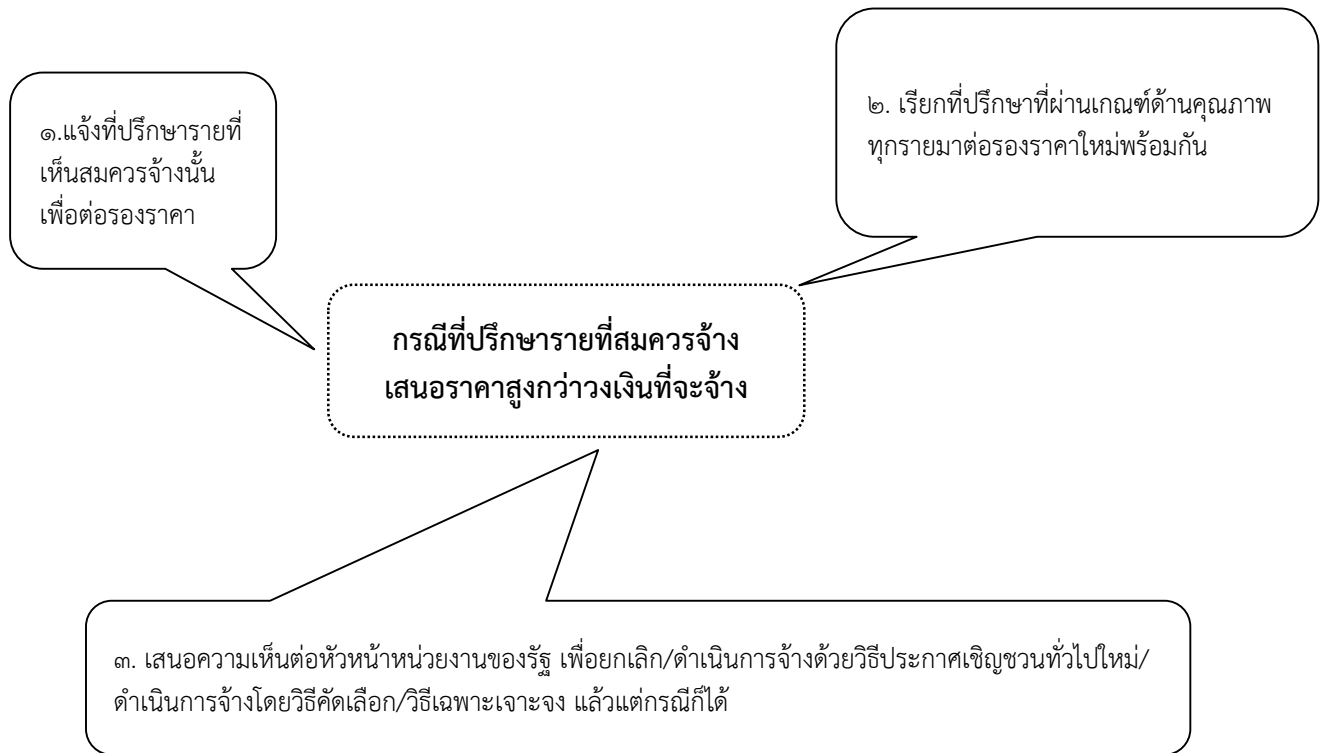 ๑.แจ้งที่ปรึกษารายที่
เห็นสมควรจ้างนั้น
เพื่อต่อรองราคา
๒. เรียกที่ปรึกษาที่ผ่านเกณฑ์ด้านคุณภาพ
ทุกรายมาต่อรองราคาใหม่พร้อมกัน
กรณีที่ปรึกษารายที่สมควรจ้าง
เสนอราคาสูงกว่าวงเงินที่จะจ้าง
๓. เสนอความเห็นต่อหัวหน้าหน่วยงานของรัฐ เพื่อยกเลิก/ดำเนินการจ้างด้วยวิธีประกาศเชิญชวนทั่วไปใหม่/
ดำเนินการจ้างโดยวิธีคัดเลือก/วิธีเฉพาะเจาะจง แล้วแต่กรณีก็ได้